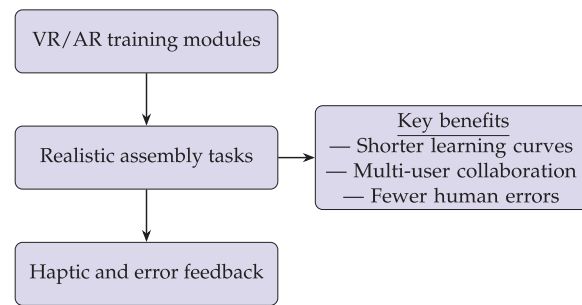 VR/AR training modules
Realistic assembly tasks
Key benefits
— Shorter learning curves
— Multi-user collaboration
— Fewer human errors
Haptic and error feedback